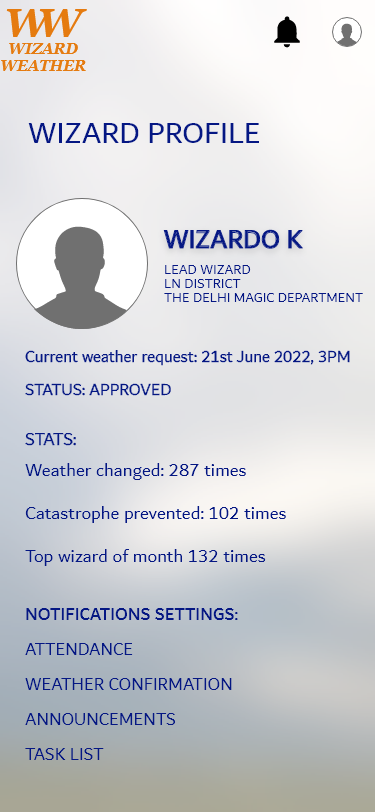 WW
WIZARD
WEATHER
WIZARD PROFILE
WIZARDO K
LEAD WIZARD
LN DISTRICT
THE DELHI MAGIC DEPARTMENT
Current weather request: 21st June 2022, 3PM
STATUS: APPROVED
STATS:
Weather changed: 287 times
Catastrophe prevented: 102 times
Top wizard of month 132 times
NOTIFICATIONS SETTINGS:
ATTENDANCE
WEATHER CONFIRMATION
ANNOUNCEMENTS
TASK LIST